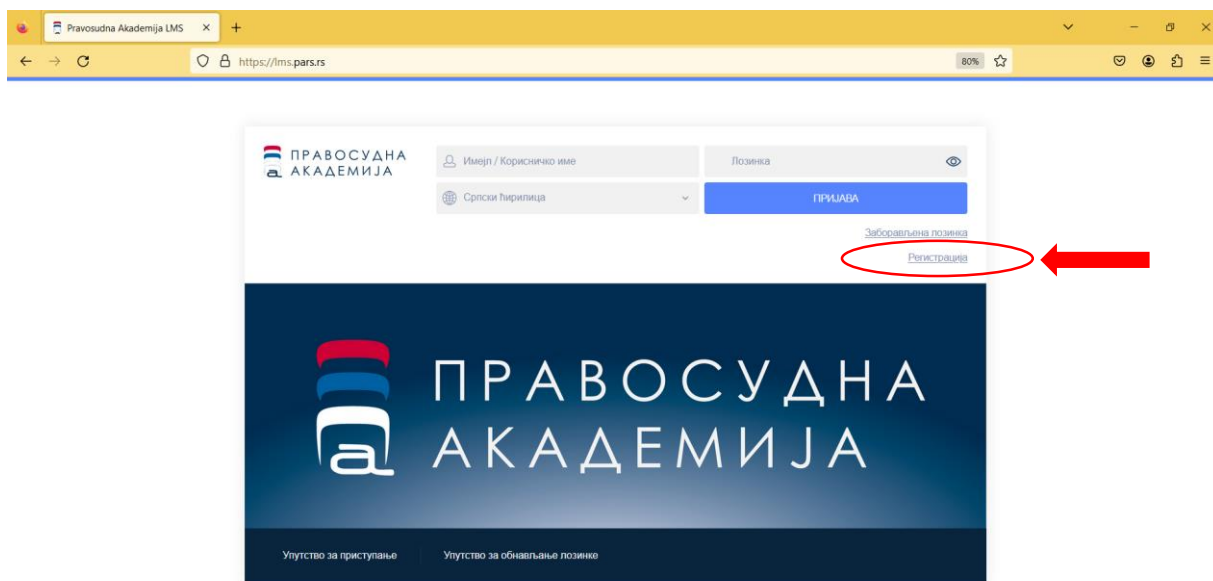 Pravosudna Akademija LMS
https://lms.pars.rs
80%
ПРАВОСУДНА
АКАДЕМИЈА
Имејл / Корисничко име
Лозинка
Српски ћирилица
ПРИЈАВА
Заборављена лозинка
Регистрација
ПРАВОСУДНА
АКАДЕМИЈА
Упутство за приступање
Упутство за обнављање лозинке